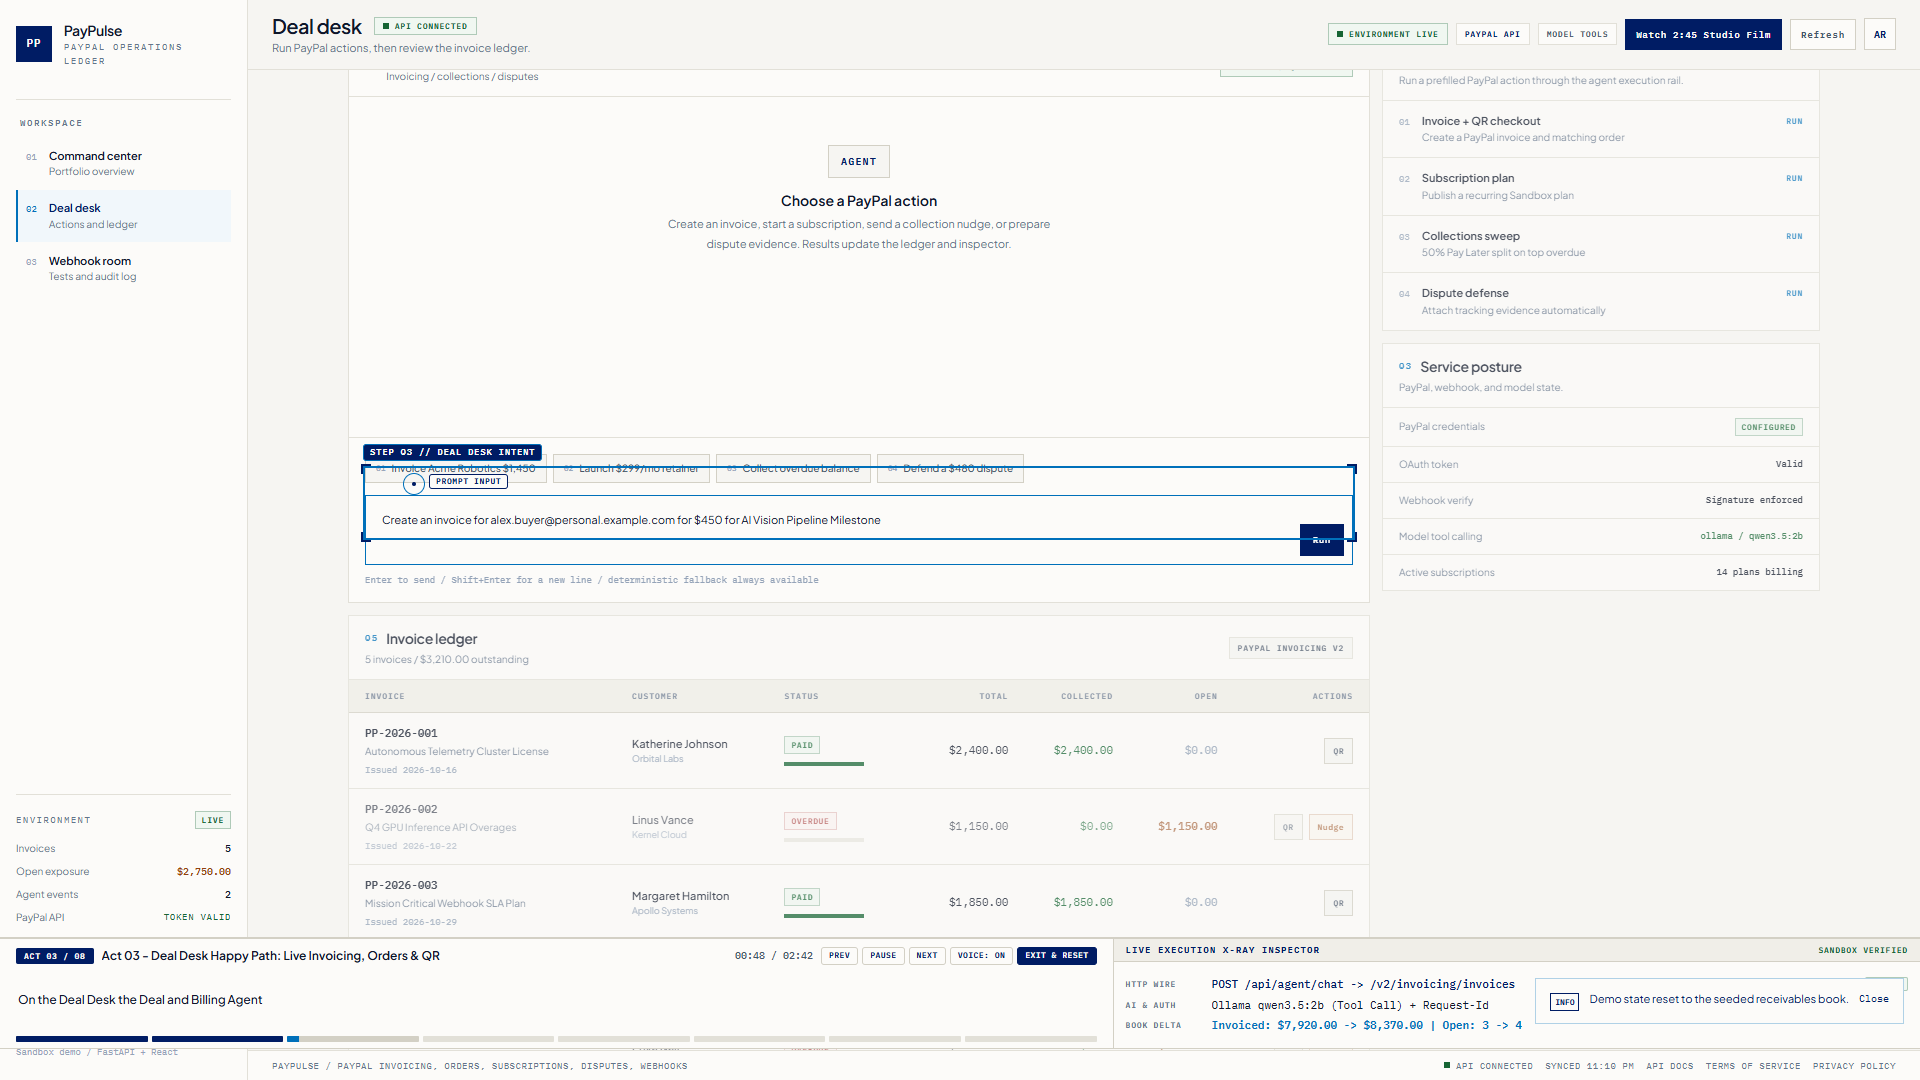 PP
PayPulse
PAYPAL OPERATIONS
LEDGER
WORKSPACE
01 Command center
Portfolio overview
02 Deal desk
Actions and ledger
03 Webhook room
Tests and audit log
ENVIRONMENT LIVE
Invoices 5
Open exposure $2,750.00
Agent events 2
PayPal API TOKEN VALID
Deal desk API CONNECTED
Run PayPal actions, then review the invoice ledger.
ENVIRONMENT LIVE PAYPAL API MODEL TOOLS Watch 2:45 Studio Film Refresh AR
Invoicing / collections / disputes
AGENT
Choose a PayPal action
Create an invoice, start a subscription, send a collection nudge, or prepare
dispute evidence. Results update the ledger and inspector.
STEP 03 // DEAL DESK INTENT
01 Invoice Acme Robotics $1,450 02 Launch $299/mo retainer 03 Collect overdue balance 04 Defend a $480 dispute
PROMPT INPUT
Create an invoice for alex.buyer@personal.example.com for $450 for AI Vision Pipeline Milestone
Run
Enter to send / Shift+Enter for a new line / deterministic fallback always available
Run a prefilled PayPal action through the agent execution rail.
01 Invoice + QR checkout RUN
Create a PayPal invoice and matching order
02 Subscription plan RUN
Publish a recurring Sandbox plan
03 Collections sweep RUN
50% Pay Later split on top overdue
04 Dispute defense RUN
Attach tracking evidence automatically
03 Service posture
PayPal, webhook, and model state.
PayPal credentials CONFIGURED
OAuth token Valid
Webhook verify Signature enforced
Model tool calling ollama / qwen3.5:2b
Active subscriptions 14 plans billing
05 Invoice ledger
5 invoices / $3,210.00 outstanding
PAYPAL INVOICING V2
INVOICE CUSTOMER STATUS TOTAL COLLECTED OPEN ACTIONS
PP-2026-001
Autonomous Telemetry Cluster License
Issued 2026-10-16
Katherine Johnson
Orbital Labs
PAID $2,400.00 $2,400.00 $0.00 QR
PP-2026-002
Q4 GPU Inference API Overages
Issued 2026-10-22
Linus Vance
Kernel Cloud
OVERDUE $1,150.00 $0.00 $1,150.00 QR Nudge
PP-2026-003
Mission Critical Webhook SLA Plan
Issued 2026-10-29
Margaret Hamilton
Apollo Systems
PAID $1,850.00 $1,850.00 $0.00 QR
ACT 03 / 08 Act 03 - Deal Desk Happy Path: Live Invoicing, Orders & QR
00:48 / 02:42 PREV PAUSE NEXT VOICE: ON EXIT & RESET
On the Deal Desk the Deal and Billing Agent
LIVE EXECUTION X-RAY INSPECTOR SANDBOX VERIFIED
HTTP WIRE POST /api/agent/chat -> /v2/invoicing/invoices
AI & AUTH Ollama qwen3.5:2b (Tool Call) + Request-Id
BOOK DELTA Invoiced: $7,920.00 -> $8,370.00 | Open: 3 -> 4
INFO Demo state reset to the seeded receivables book. Close
Sandbox demo / FastAPI + React
PAYPULSE / PAYPAL INVOICING, ORDERS, SUBSCRIPTIONS, DISPUTES, WEBHOOKS
API CONNECTED SYNCED 11:10 PM API DOCS TERMS OF SERVICE PRIVACY POLICY